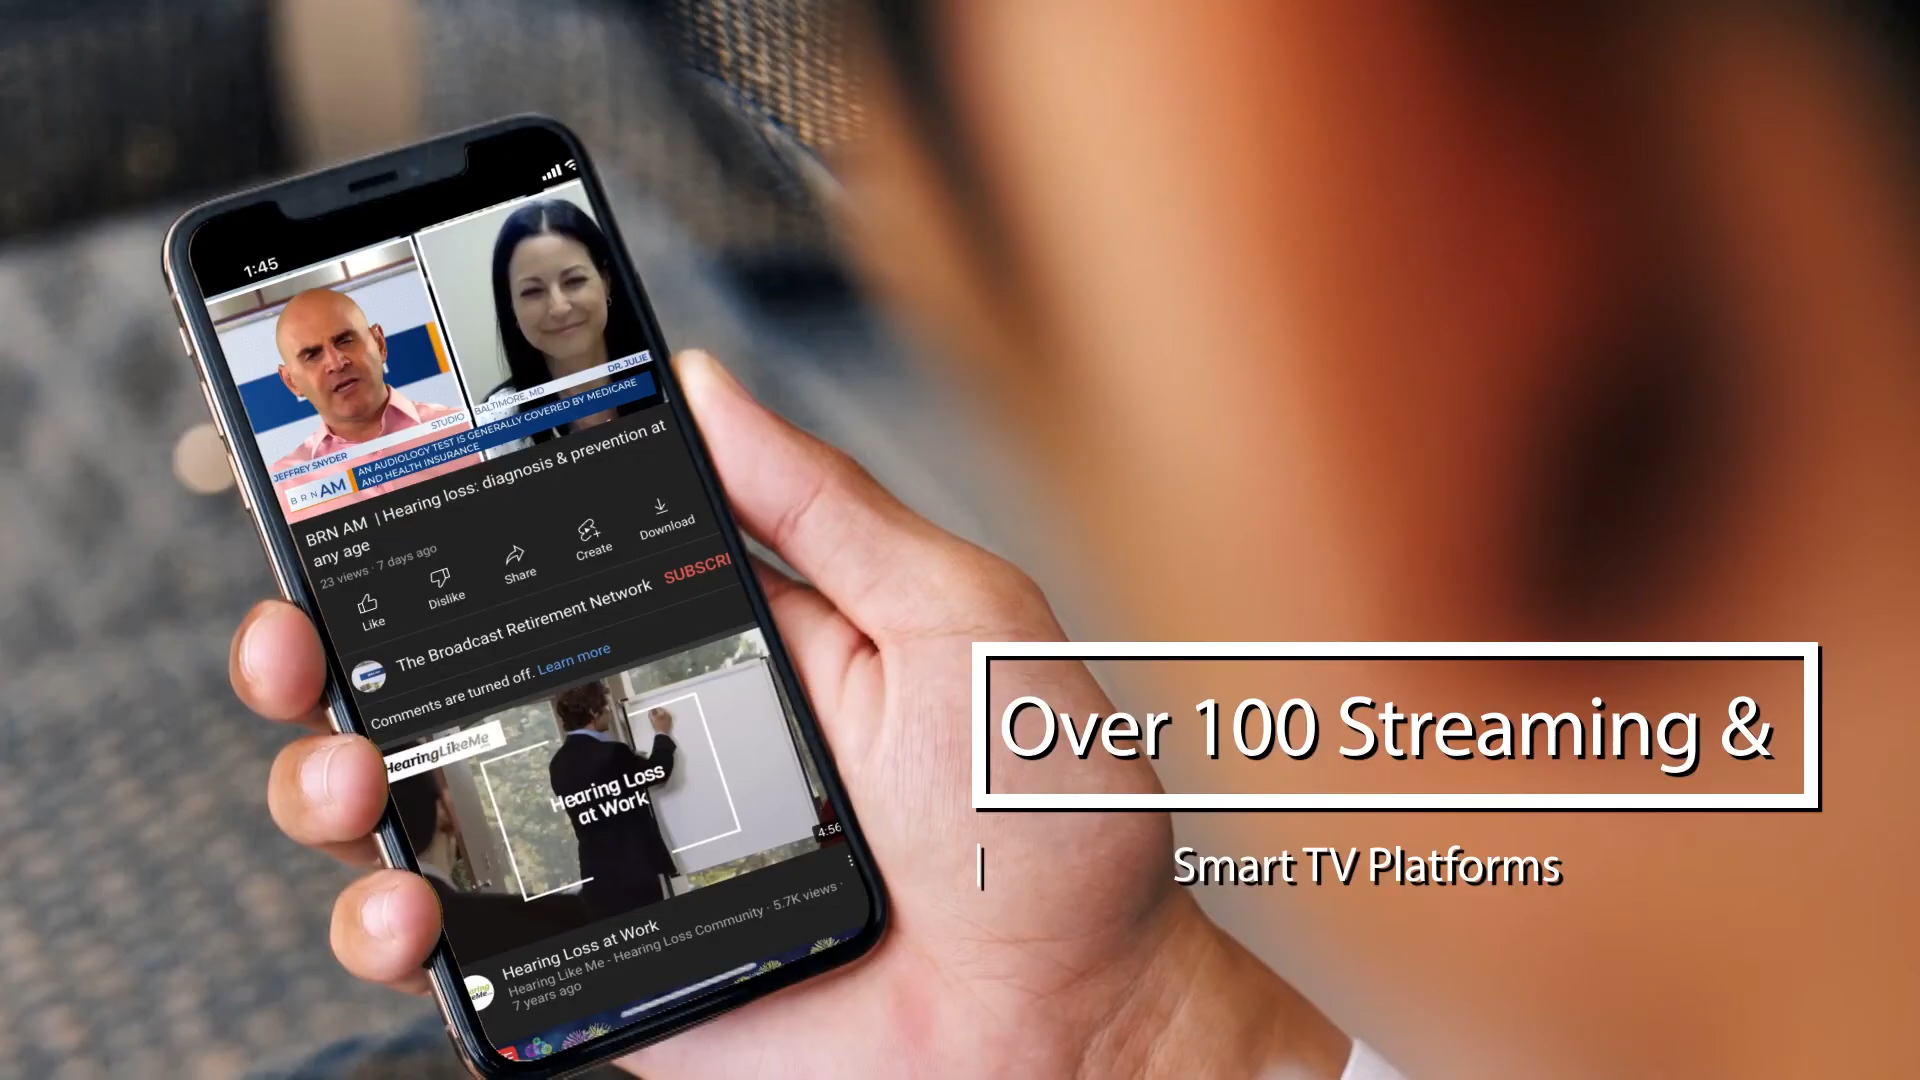 1:45
STUDIO
JEFFREY SNYDER
BALTIMORE, MD
DR. JULIE
BRN AM
AN AUDIOLOGY TEST IS GENERALLY COVERED BY MEDICARE
AND HEALTH INSURANCE
BRN AM | Hearing loss: diagnosis & prevention at
any age
23 views · 7 days ago
Like
Dislike
Share
Create
Download
The Broadcast Retirement Network
SUBSCRI
Comments are turned off. Learn more
HearingLikeMe
Hearing Loss
at Work
4:56
Hearing Loss at Work
Hearing Like Me - Hearing Loss Community · 5.7K views ·
7 years ago
Over 100 Streaming &
| Smart TV Platforms